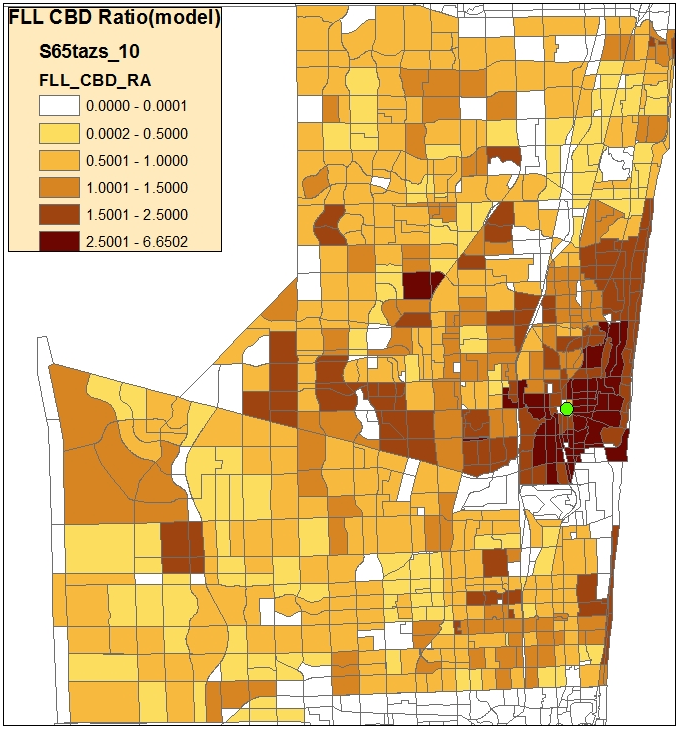 FLL CBD Ratio(model)
S65tazs_10
FLL_CBD_RA
0.0000 - 0.0001
0.0002 - 0.5000
0.5001 - 1.0000
1.0001 - 1.5000
1.5001 - 2.5000
2.5001 - 6.6502